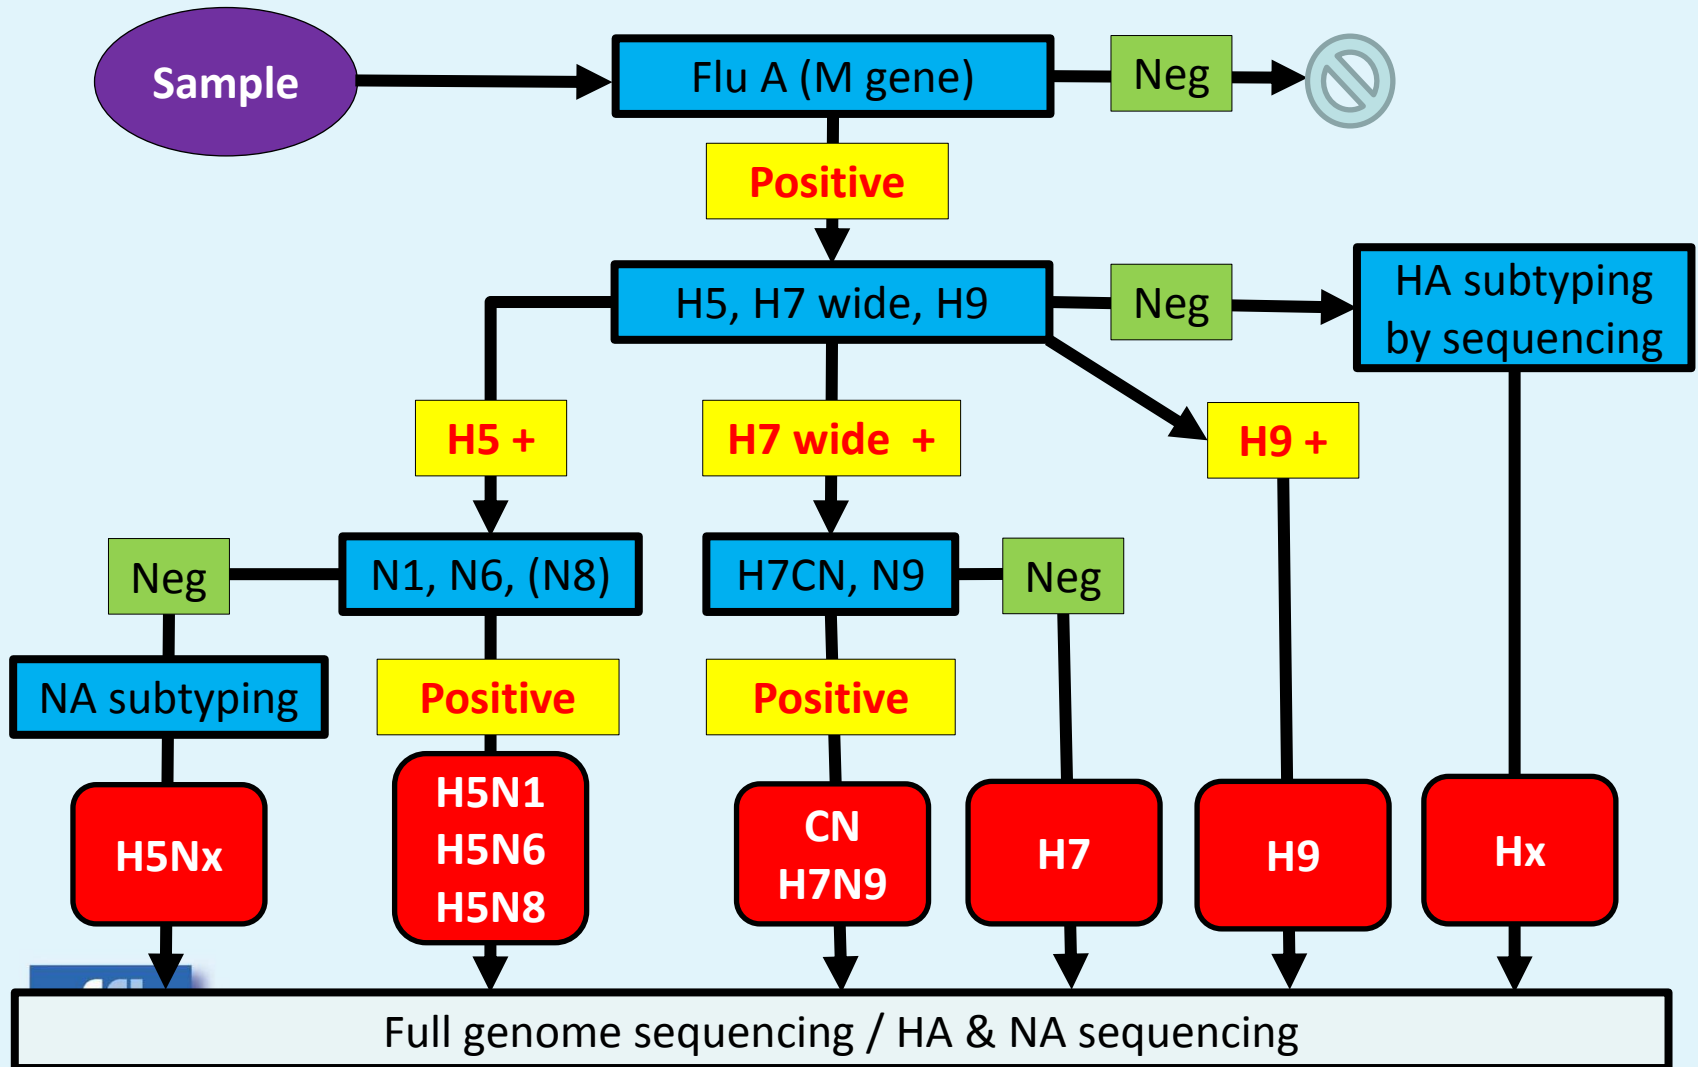 Sample
Flu A (M gene)
Neg
Positive
H5, H7 wide, H9
Neg
HA subtyping
by sequencing
H5 +
H7 wide +
H9 +
Neg
N1, N6, (N8)
H7CN, N9
Neg
NA subtyping
Positive
Positive
H5Nx
H5N1
H5N6
H5N8
CN
H7N9
H7
H9
Hx
Full genome sequencing / HA & NA sequencing